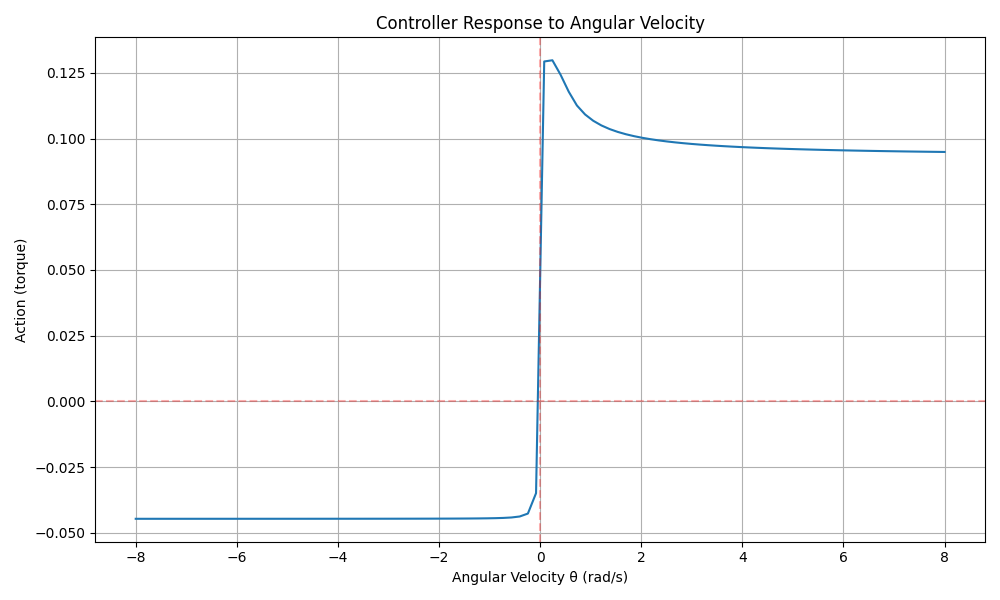 Controller Response to Angular Velocity
Action (torque)
0.125
0.100
0.075
0.050
0.025
0.000
−0.025
−0.050
−8 −6 −4 −2 0 2 4 6 8
Angular Velocity θ (rad/s)